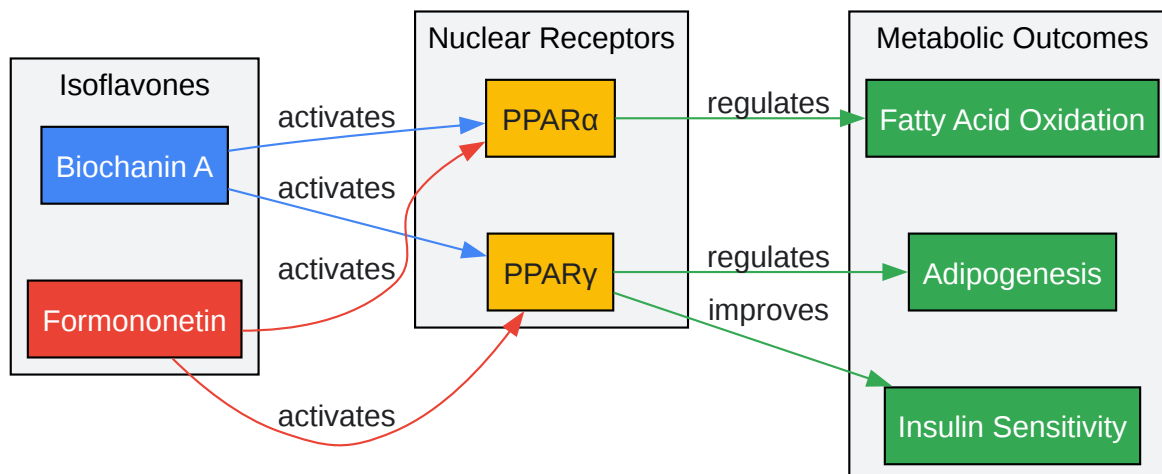 Isoflavones
Biochanin A
Formononetin
activates
activates
activates
activates
Nuclear Receptors
PPARα
PPARγ
regulates
regulates
improves
Metabolic Outcomes
Fatty Acid Oxidation
Adipogenesis
Insulin Sensitivity